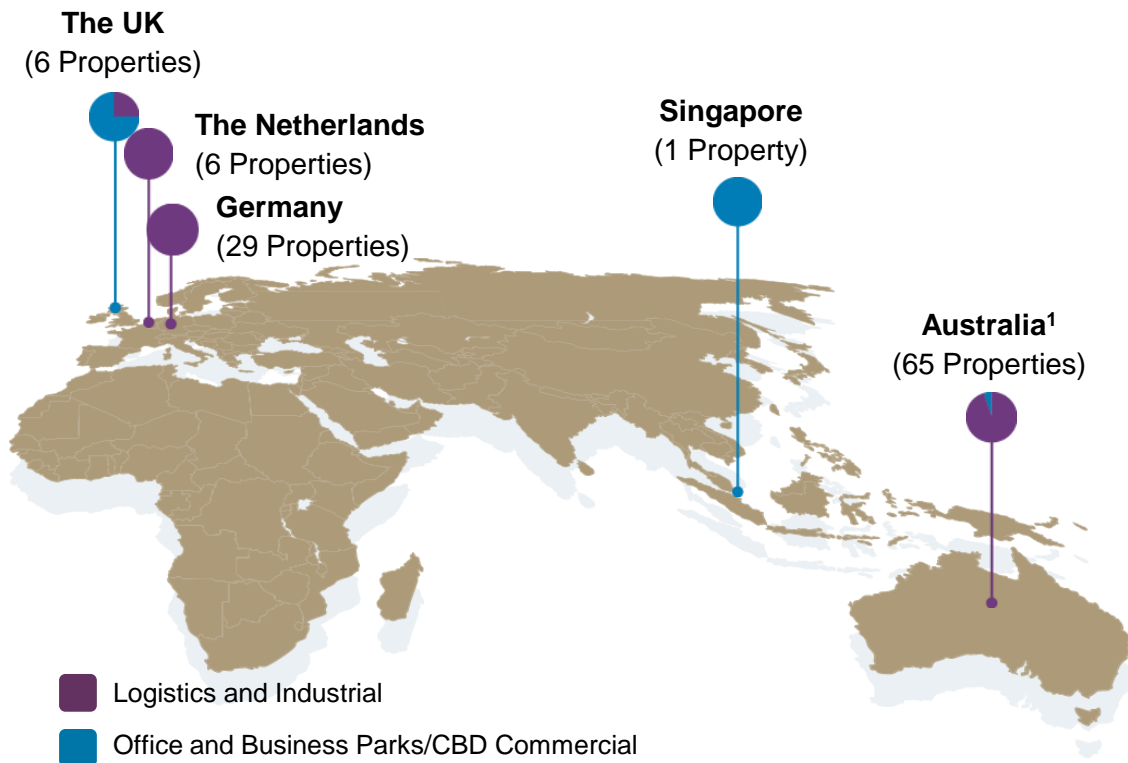 The UK
(6 Properties)
The Netherlands
(6 Properties)
Germany
(29 Properties)
Singapore
(1 Property)
Australia¹
(65 Properties)
Logistics and Industrial
Office and Business Parks/CBD Commercial